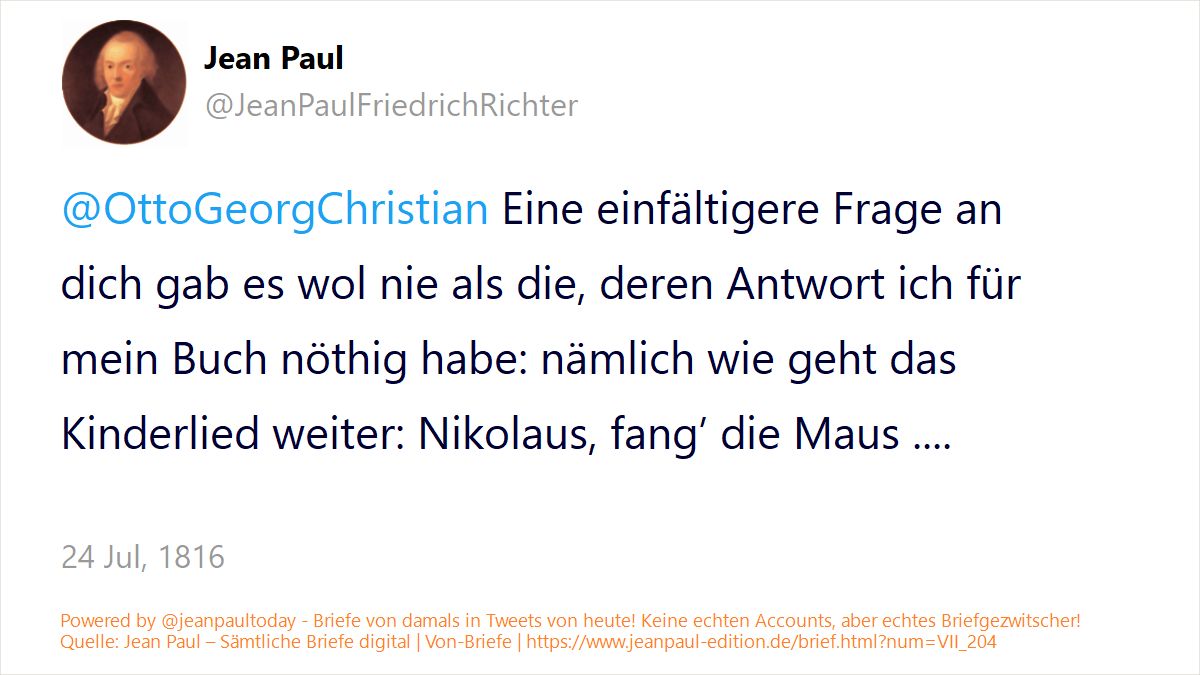 Jean Paul
@JeanPaulFriedrichRichter
@OttoGeorgChristian Eine einfältigere Frage an
dich gab es wol nie als die, deren Antwort ich für
mein Buch nöthig habe: nämlich wie geht das
Kinderlied weiter: Nikolaus, fang’ die Maus ....
24 Jul, 1816
Powered by @jeanpaultoday - Briefe von damals in Tweets von heute! Keine echten Accounts, aber echtes Briefgezwitscher!
Quelle: Jean Paul – Sämtliche Briefe digital | Von-Briefe | https://www.jeanpaul-edition.de/brief.html?num=VII_204